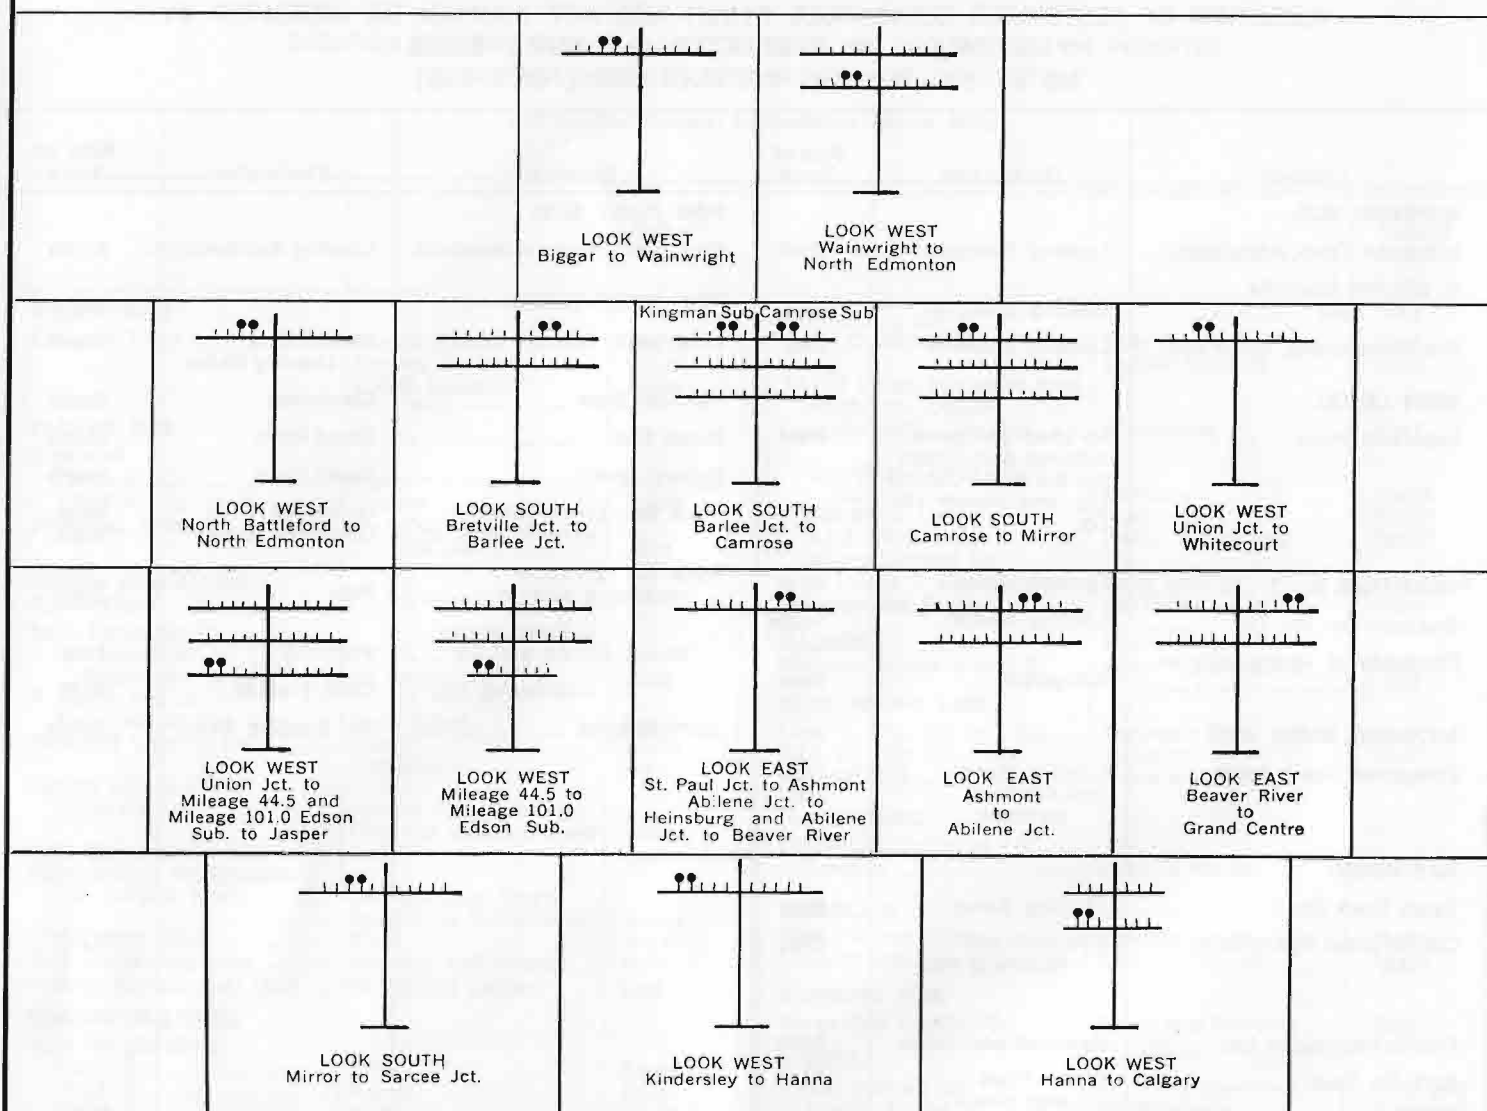 LOOK WEST
Biggar to Wainwright
LOOK WEST
Wainwright to
North Edmonton
Kingman Sub Camrose Sub
LOOK WEST
North Battleford to
North Edmonton
LOOK SOUTH
Bretville Jct. to
Barlee Jct.
LOOK SOUTH
Barlee Jct. to
Camrose
LOOK SOUTH
Camrose to Mirror
LOOK WEST
Union Jct. to
Whitecourt
LOOK WEST
Union Jct. to
Mileage 44.5 and
Mileage 101.0 Edson
Sub. to Jasper
LOOK WEST
Mileage 44.5 to
Mileage 101.0
Edson Sub.
LOOK EAST
St. Paul Jct. to Ashmont
Abilene Jct. to
Heinsburg and Abilene
Jct. to Beaver River
LOOK EAST
Ashmont
to
Abilene Jct.
LOOK EAST
Beaver River
to
Grand Centre
LOOK SOUTH
Mirror to Sarcee Jct.
LOOK WEST
Kindersley to Hanna
LOOK WEST
Hanna to Calgary